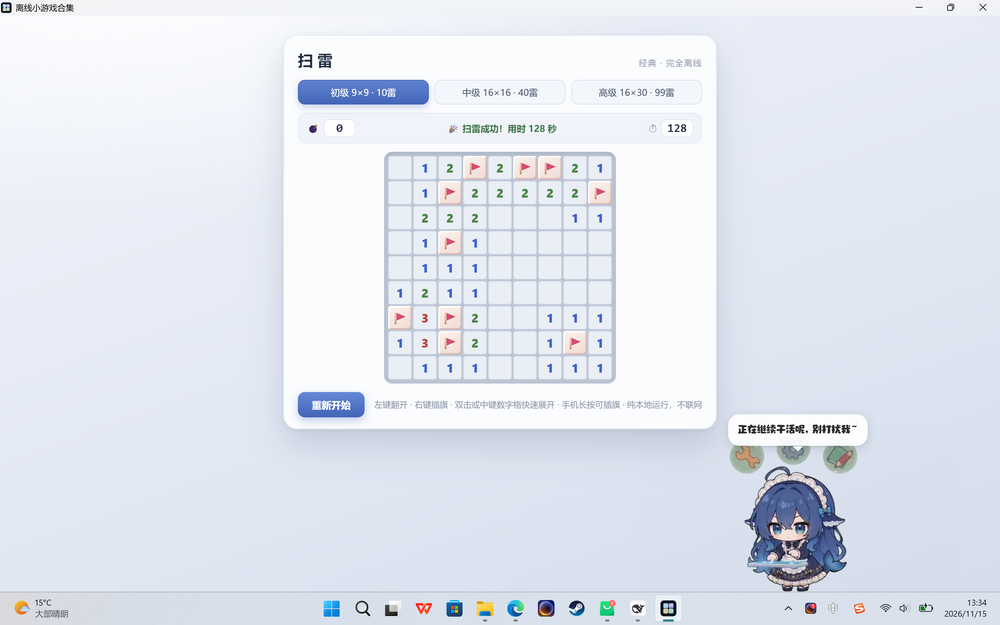 离线小游戏合集
扫雷
经典 · 完全离线
初级 9×9 · 10雷
中级 16×16 · 40雷
高级 16×30 · 99雷
0
扫雷成功！用时 128 秒
128
1 2 2 2 1
1 2 2 2 2 2
2 2 2 1 1
1 1
1 1 1
1 2 1 1
3 2 1 1 1
1 3 2 1 1
1 1 1 1 1 1
重新开始
左键翻开 · 右键插旗 · 双击或中键数字格快速展开 · 手机长按可插旗 · 纯本地运行，不联网
正在继续干活呢，别打扰我~
15°C
大部晴朗
中
13:34
2026/11/15